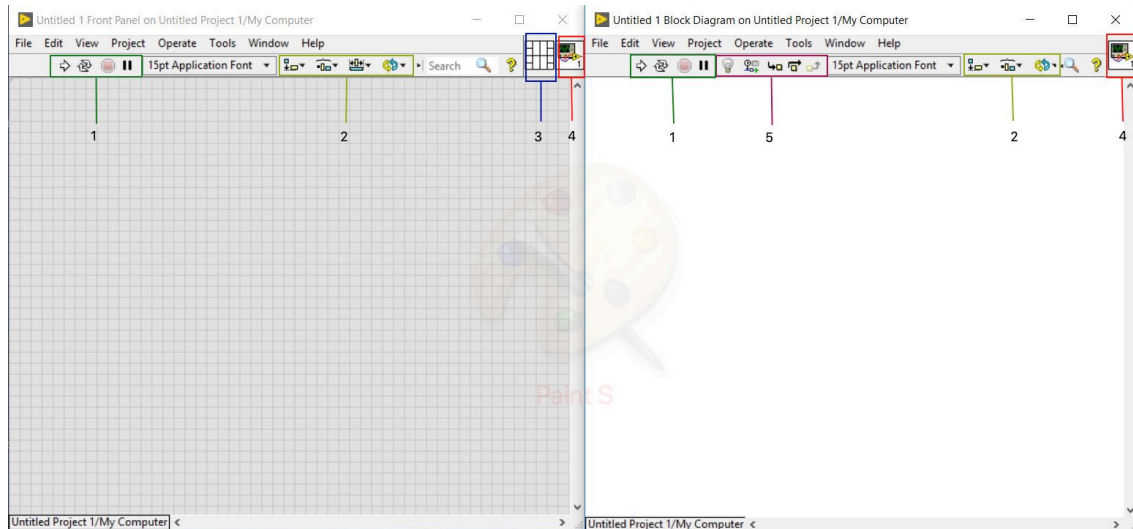 Untitled 1 Front Panel on Untitled Project 1/My Computer
File Edit View Project Operate Tools Window Help
15pt Application Font
Search
?
1
1
2
3
4
Untitled Project 1/My Computer
Untitled 1 Block Diagram on Untitled Project 1/My Computer
File Edit View Project Operate Tools Window Help
15pt Application Font
?
1
1
5
2
4
Untitled Project 1/My Computer
Paint S